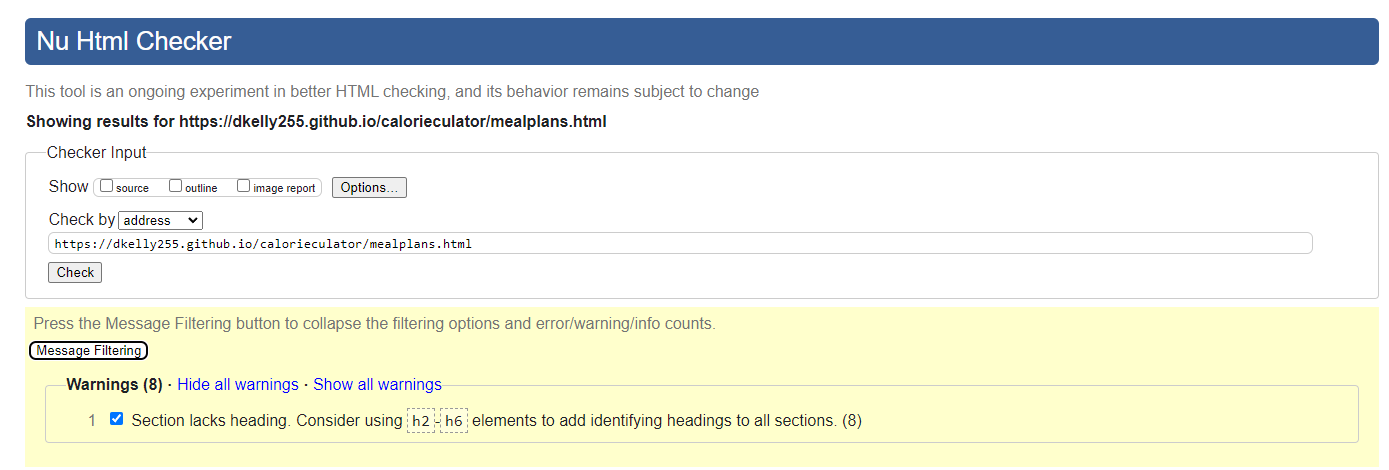 Nu Html Checker
This tool is an ongoing experiment in better HTML checking, and its behavior remains subject to change
Showing results for https://dkelly255.github.io/calorieculator/mealplans.html
Checker Input
Show source outline image report Options...
Check by address
https://dkelly255.github.io/calorieculator/mealplans.html
Check
Press the Message Filtering button to collapse the filtering options and error/warning/info counts.
Message Filtering
Warnings (8) · Hide all warnings · Show all warnings
1 Section lacks heading. Consider using h2-h6 elements to add identifying headings to all sections. (8)